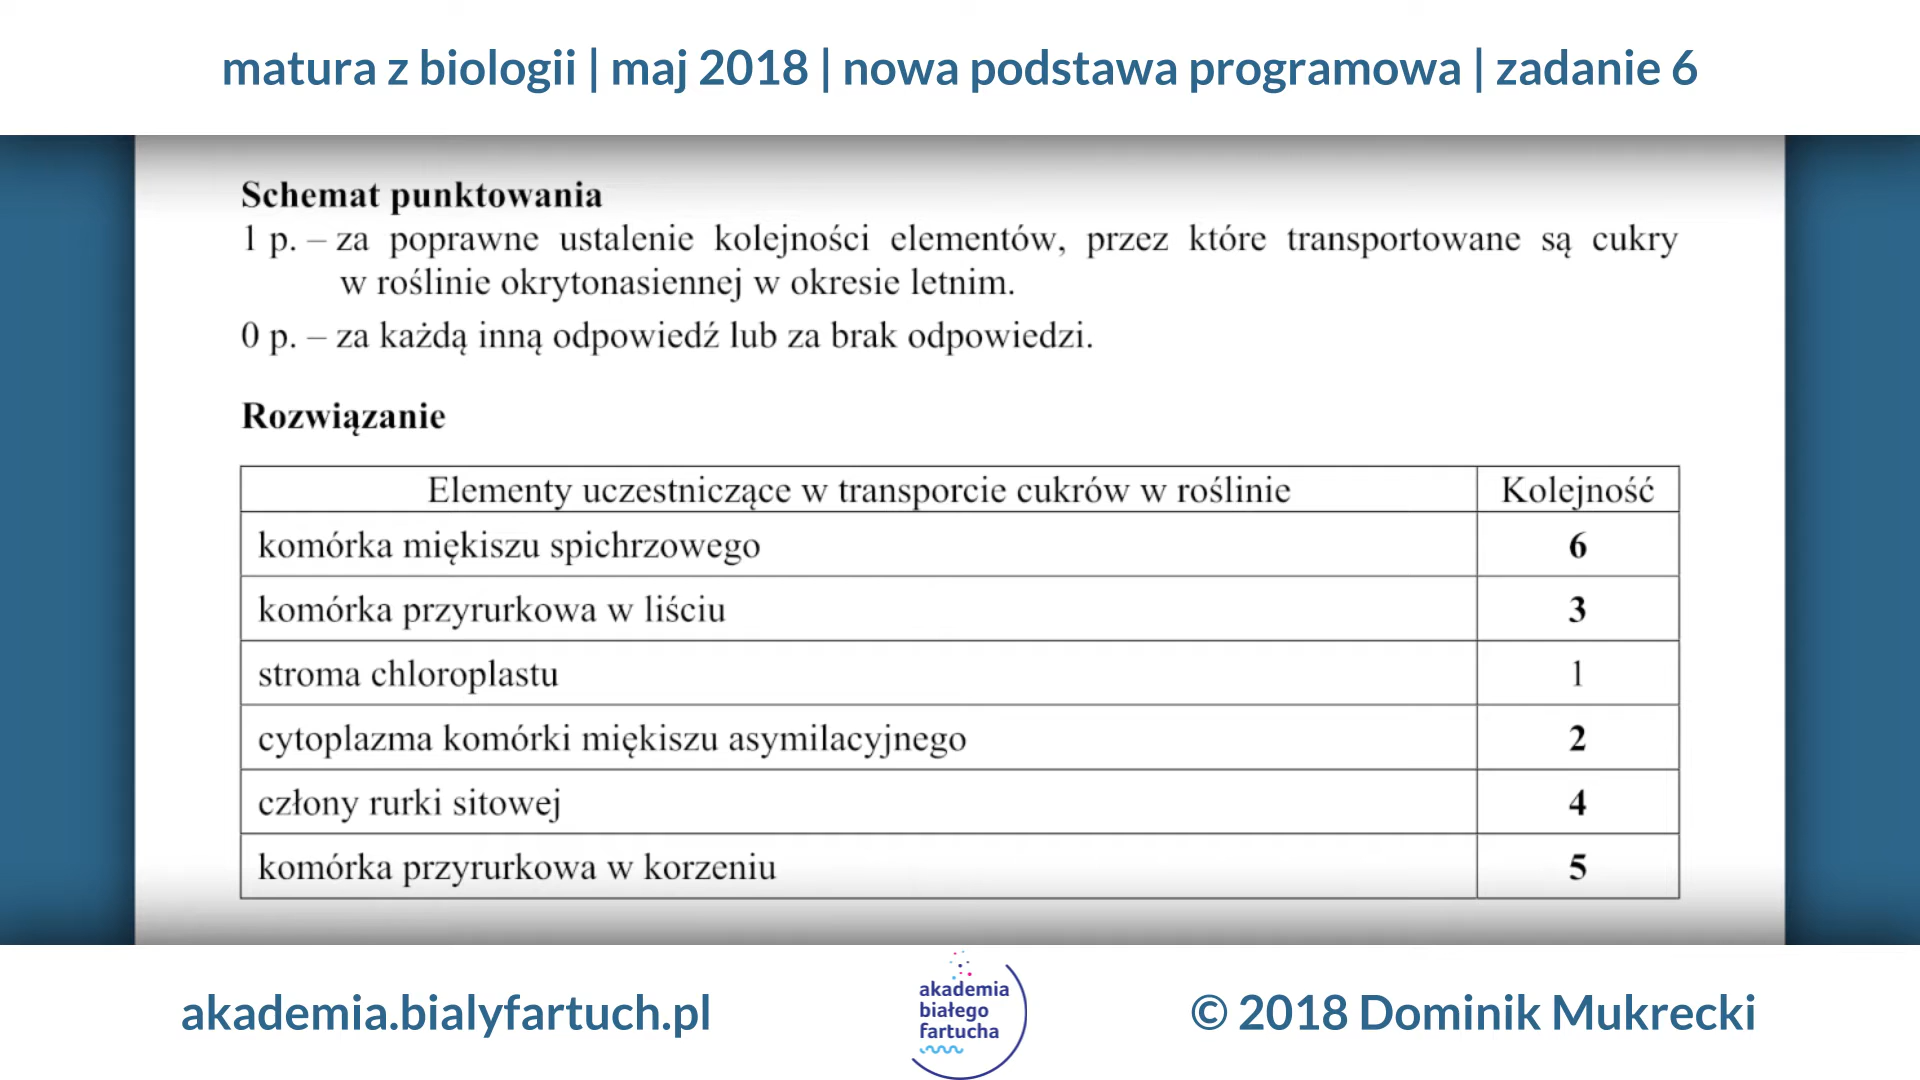 matura z biologii | maj 2018 | nowa podstawa programowa | zadanie 6
Schemat punktowania
1 p. – za poprawne ustalenie kolejności elementów, przez które transportowane są cukry
w roślinie okrytonasiennej w okresie letnim.
0 p. – za każdą inną odpowiedź lub za brak odpowiedzi.
Rozwiązanie
Elementy uczestniczące w transporcie cukrów w roślinie Kolejność
komórka miękiszu spichrzowego 6
komórka przyrurkowa w liściu 3
stroma chloroplastu 1
cytoplazma komórki miękiszu asymilacyjnego 2
człony rurki sitowej 4
komórka przyrurkowa w korzeniu 5
akademia.bialyfartuch.pl
akademia
białego
fartucha
© 2018 Dominik Mukrecki